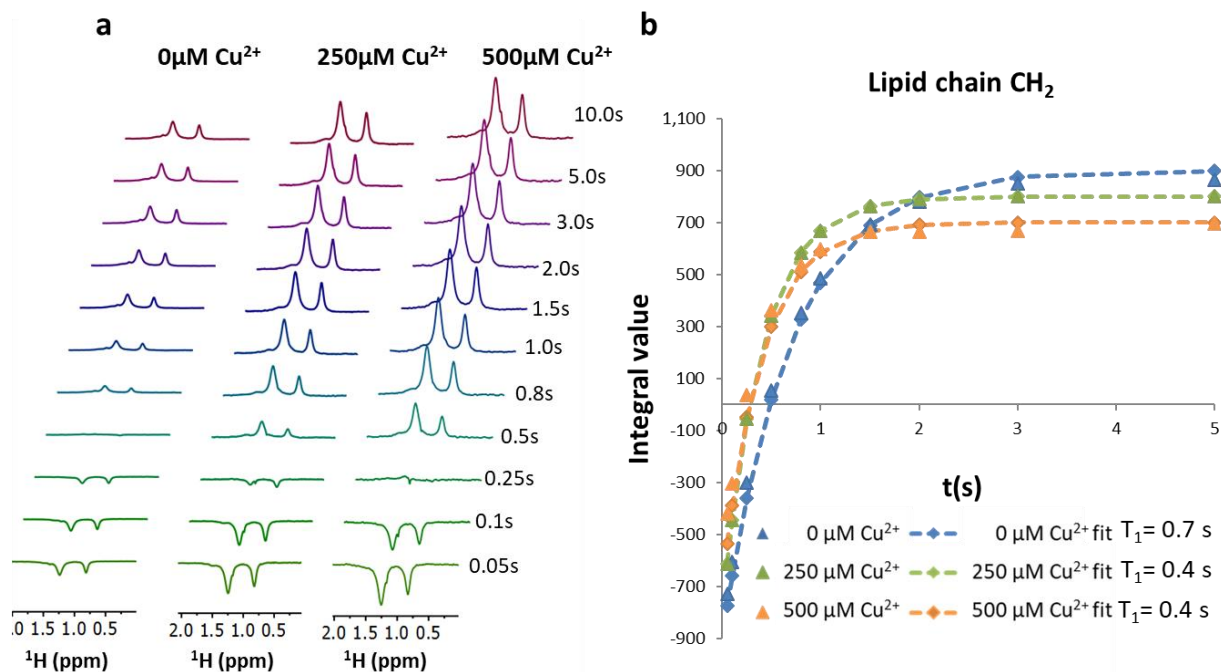 a
0μM Cu²⁺ 250μM Cu²⁺ 500μM Cu²⁺
10.0s
5.0s
3.0s
2.0s
1.5s
1.0s
0.8s
0.5s
0.25s
0.1s
0.05s
.0 1.5 1.0 0.5
2.0 1.5 1.0 0.5
2.0 1.5 1.0 0.5
¹H (ppm) ¹H (ppm) ¹H (ppm)
b
Lipid chain CH₂
Integral value
1,100
900
700
500
300
100
-100
-300
-500
-700
-900
0 1 2 3 4 5
t(s)
0 μM Cu²⁺ 0 μM Cu²⁺ fit T₁= 0.7 s
250 μM Cu²⁺ 250 μM Cu²⁺ fit T₁= 0.4 s
500 μM Cu²⁺ 500 μM Cu²⁺ fit T₁= 0.4 s